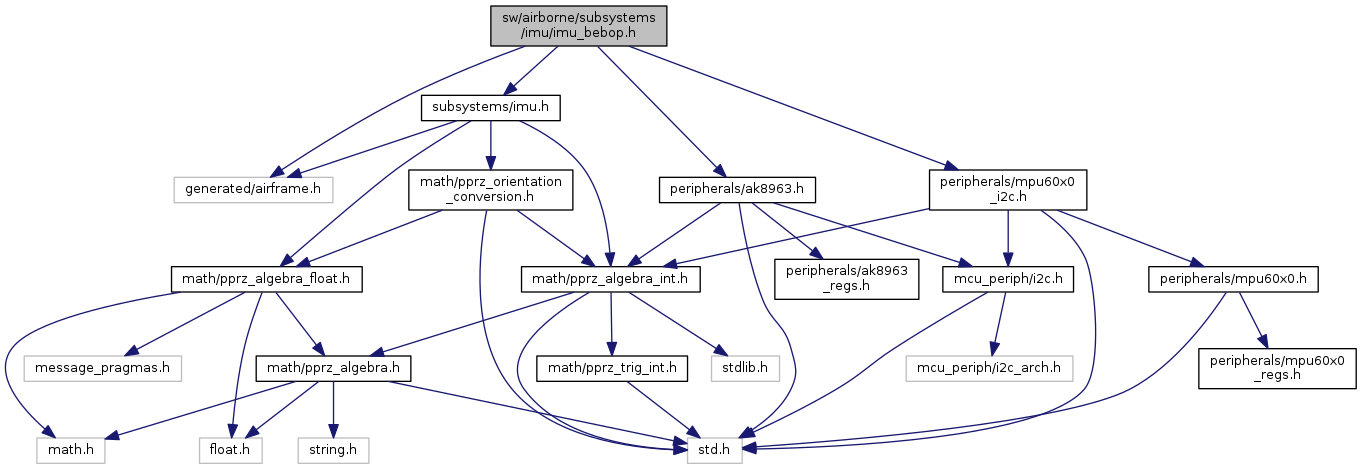 sw/airborne/subsystems
/imu/imu_bebop.h
subsystems/imu.h
generated/airframe.h
math/pprz_orientation
_conversion.h
peripherals/ak8963.h
peripherals/mpu60x0
_i2c.h
math/pprz_algebra_float.h
math/pprz_algebra_int.h
peripherals/ak8963
_regs.h
mcu_periph/i2c.h
peripherals/mpu60x0.h
message_pragmas.h
math/pprz_algebra.h
math/pprz_trig_int.h
stdlib.h
mcu_periph/i2c_arch.h
peripherals/mpu60x0
_regs.h
math.h
float.h
string.h
std.h